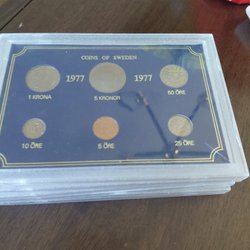 COINS OF SWEDEN
1977 1977
1 KRONA 5 KRONOR 50 ÖRE
10 ÖRE 5 ÖRE 25 ÖRE